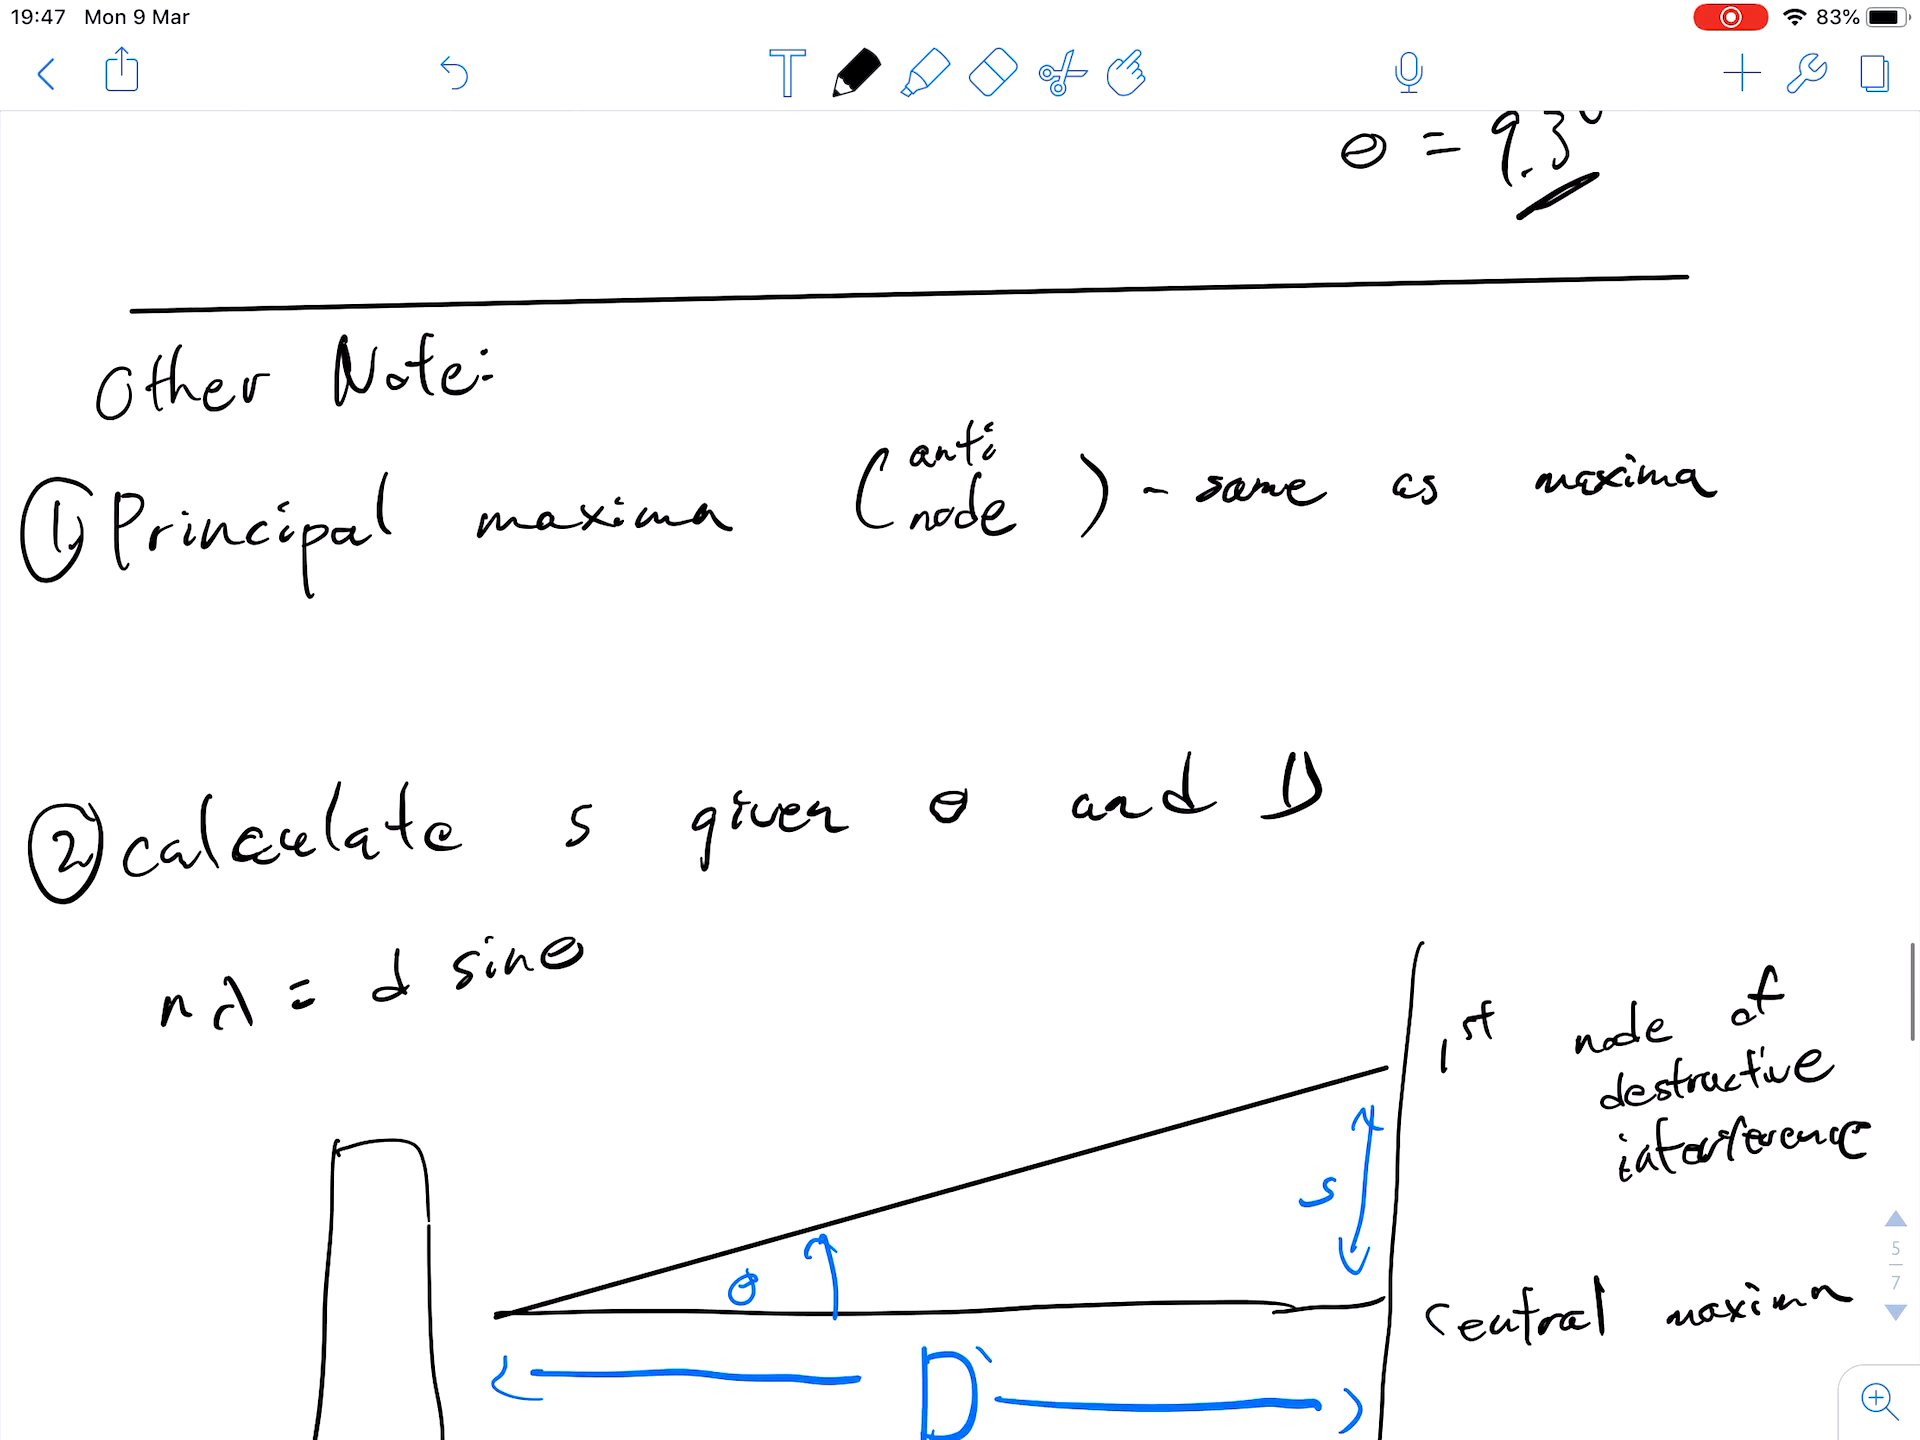 19:47 Mon 9 Mar 83%
T
θ = 9.3°
Other Note:
① Principal maxima (anti node) - same as maxima
② calculate s given θ and D
nλ = d sinθ
1st node of
destructive
interference
s
θ
5
7
Central maxima
D